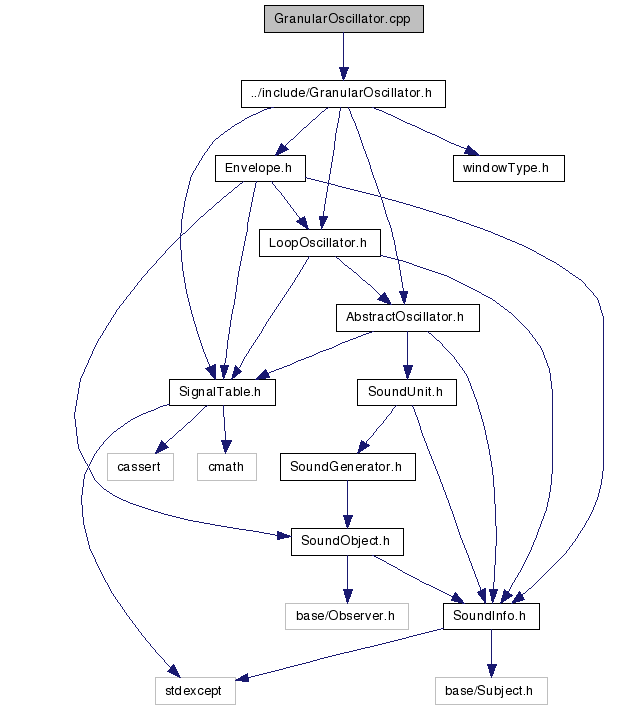 GranularOscillator.cpp
../include/GranularOscillator.h
Envelope.h
windowType.h
LoopOscillator.h
AbstractOscillator.h
SignalTable.h
SoundUnit.h
cassert
cmath
SoundGenerator.h
SoundObject.h
base/Observer.h
SoundInfo.h
stdexcept
base/Subject.h